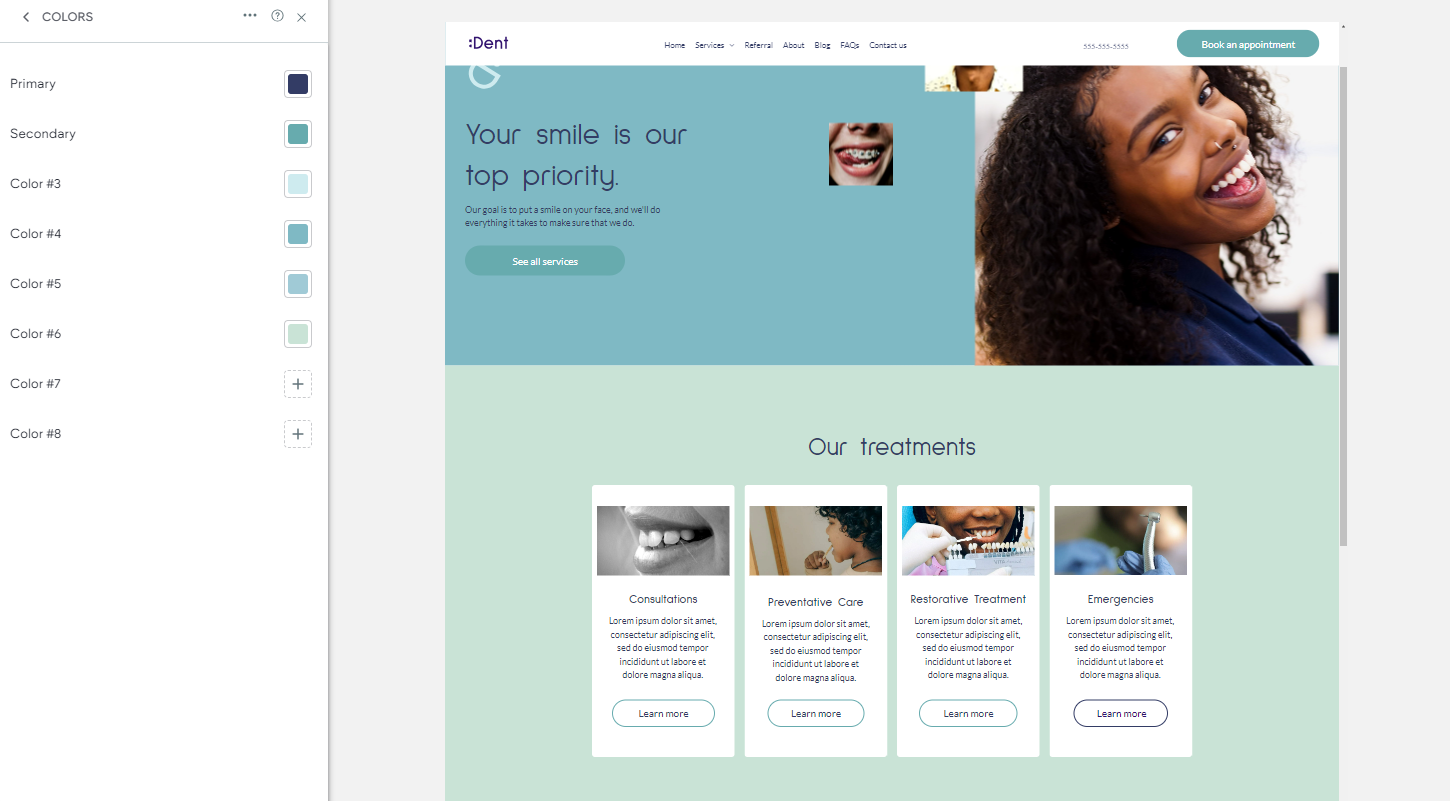 COLORS
Primary
Secondary
Color #3
Color #4
Color #5
Color #6
Color #7
Color #8
:Dent
Home Services Referral About Blog FAQs Contact us
555-555-5555
Book an appointment
&
Your smile is our
top priority.
Our goal is to put a smile on your face, and we'll do
everything it takes to make sure that we do.
See all services
Our treatments
Consultations
Lorem ipsum dolor sit amet,
consectetur adipiscing elit,
sed do eiusmod tempor
incididunt ut labore et
dolore magna aliqua.
Learn more
Preventative Care
Lorem ipsum dolor sit amet,
consectetur adipiscing elit,
sed do eiusmod tempor
incididunt ut labore et
dolore magna aliqua.
Learn more
VITA
Restorative Treatment
Lorem ipsum dolor sit amet,
consectetur adipiscing elit,
sed do eiusmod tempor
incididunt ut labore et
dolore magna aliqua.
Learn more
Emergencies
Lorem ipsum dolor sit amet,
consectetur adipiscing elit,
sed do eiusmod tempor
incididunt ut labore et
dolore magna aliqua.
Learn more